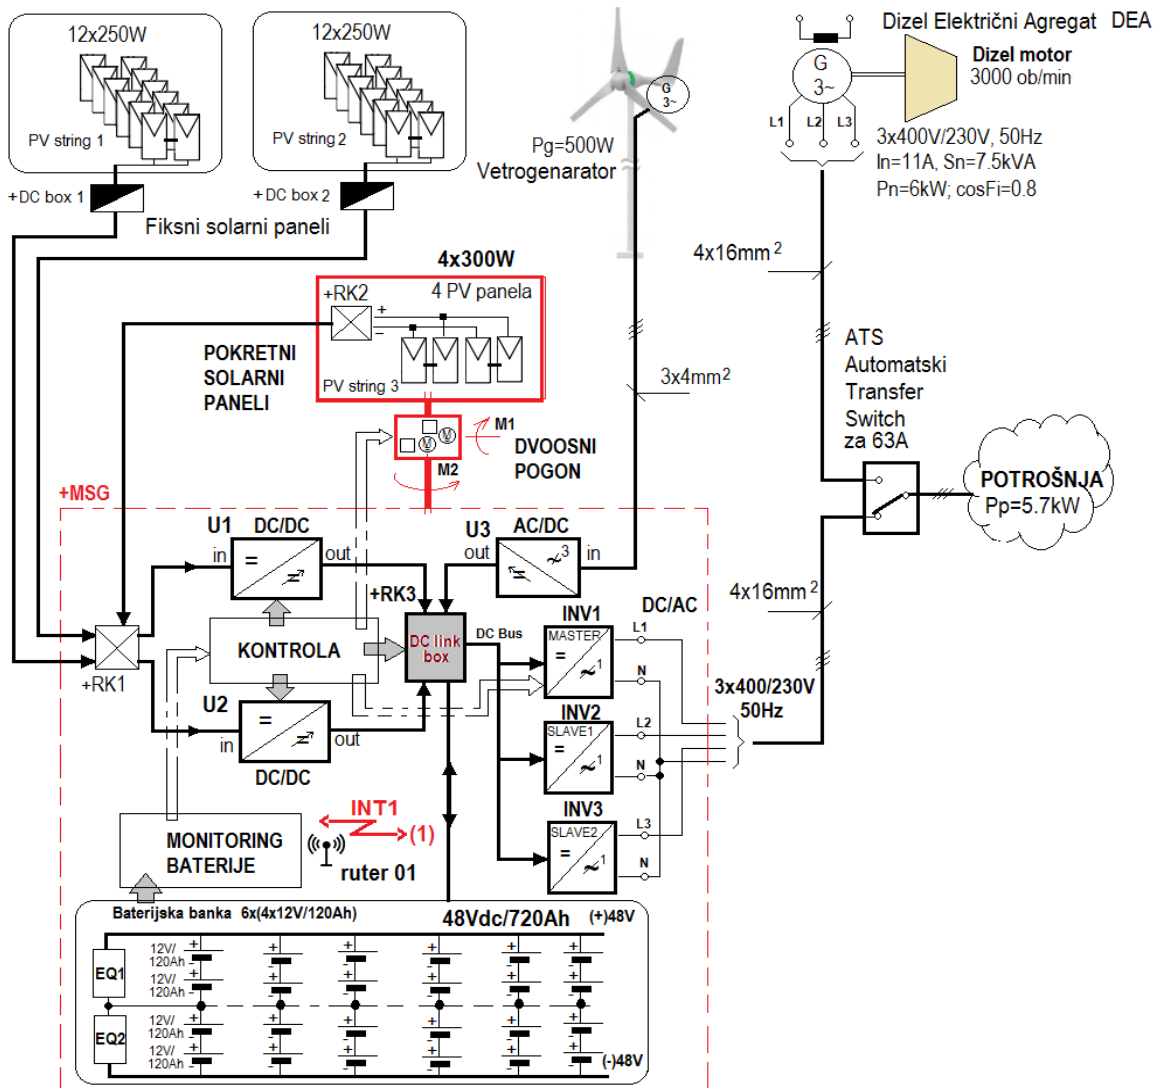 12x250W
PV string 1
+DC box 1
12x250W
PV string 2
+DC box 2
Fiksni solarni paneli
G
3~
Pg=500W
Vetrogenarator
3x4mm2
Dizel Električni Agregat DEA
G
3~
Dizel motor
3000 ob/min
L1
L2
L3
3x400V/230V, 50Hz
In=11A, Sn=7.5kVA
Pn=6kW; cosFi=0.8
4x16mm2
ATS
Automatski
Transfer
Switch
za 63A
POTROŠNJA
Pp=5.7kW
4x16mm2
4x300W
+RK2
4 PV panela
+
−
PV string 3
POKRETNI
SOLARNI
PANELI
M
M
M1
M2
DVOOSNI
POGON
+MSG
U1
DC/DC
in
=
out
U3
AC/DC
out
3
in
+RK1
+RK3
KONTROLA
DC link
box
DC Bus
U2
in
=
out
DC/DC
INV1
DC/AC
MASTER
=
1
L1
N
INV2
SLAVE1
=
1
L2
N
INV3
SLAVE2
=
1
L3
N
3x400/230V
50Hz
MONITORING
BATERIJE
INT1
(1)
ruter 01
Baterijska banka 6x(4x12V/120Ah)
48Vdc/720Ah
(+)48V
EQ1
12V/
120Ah
12V/
120Ah
EQ2
12V/
120Ah
12V/
120Ah
(-)48V